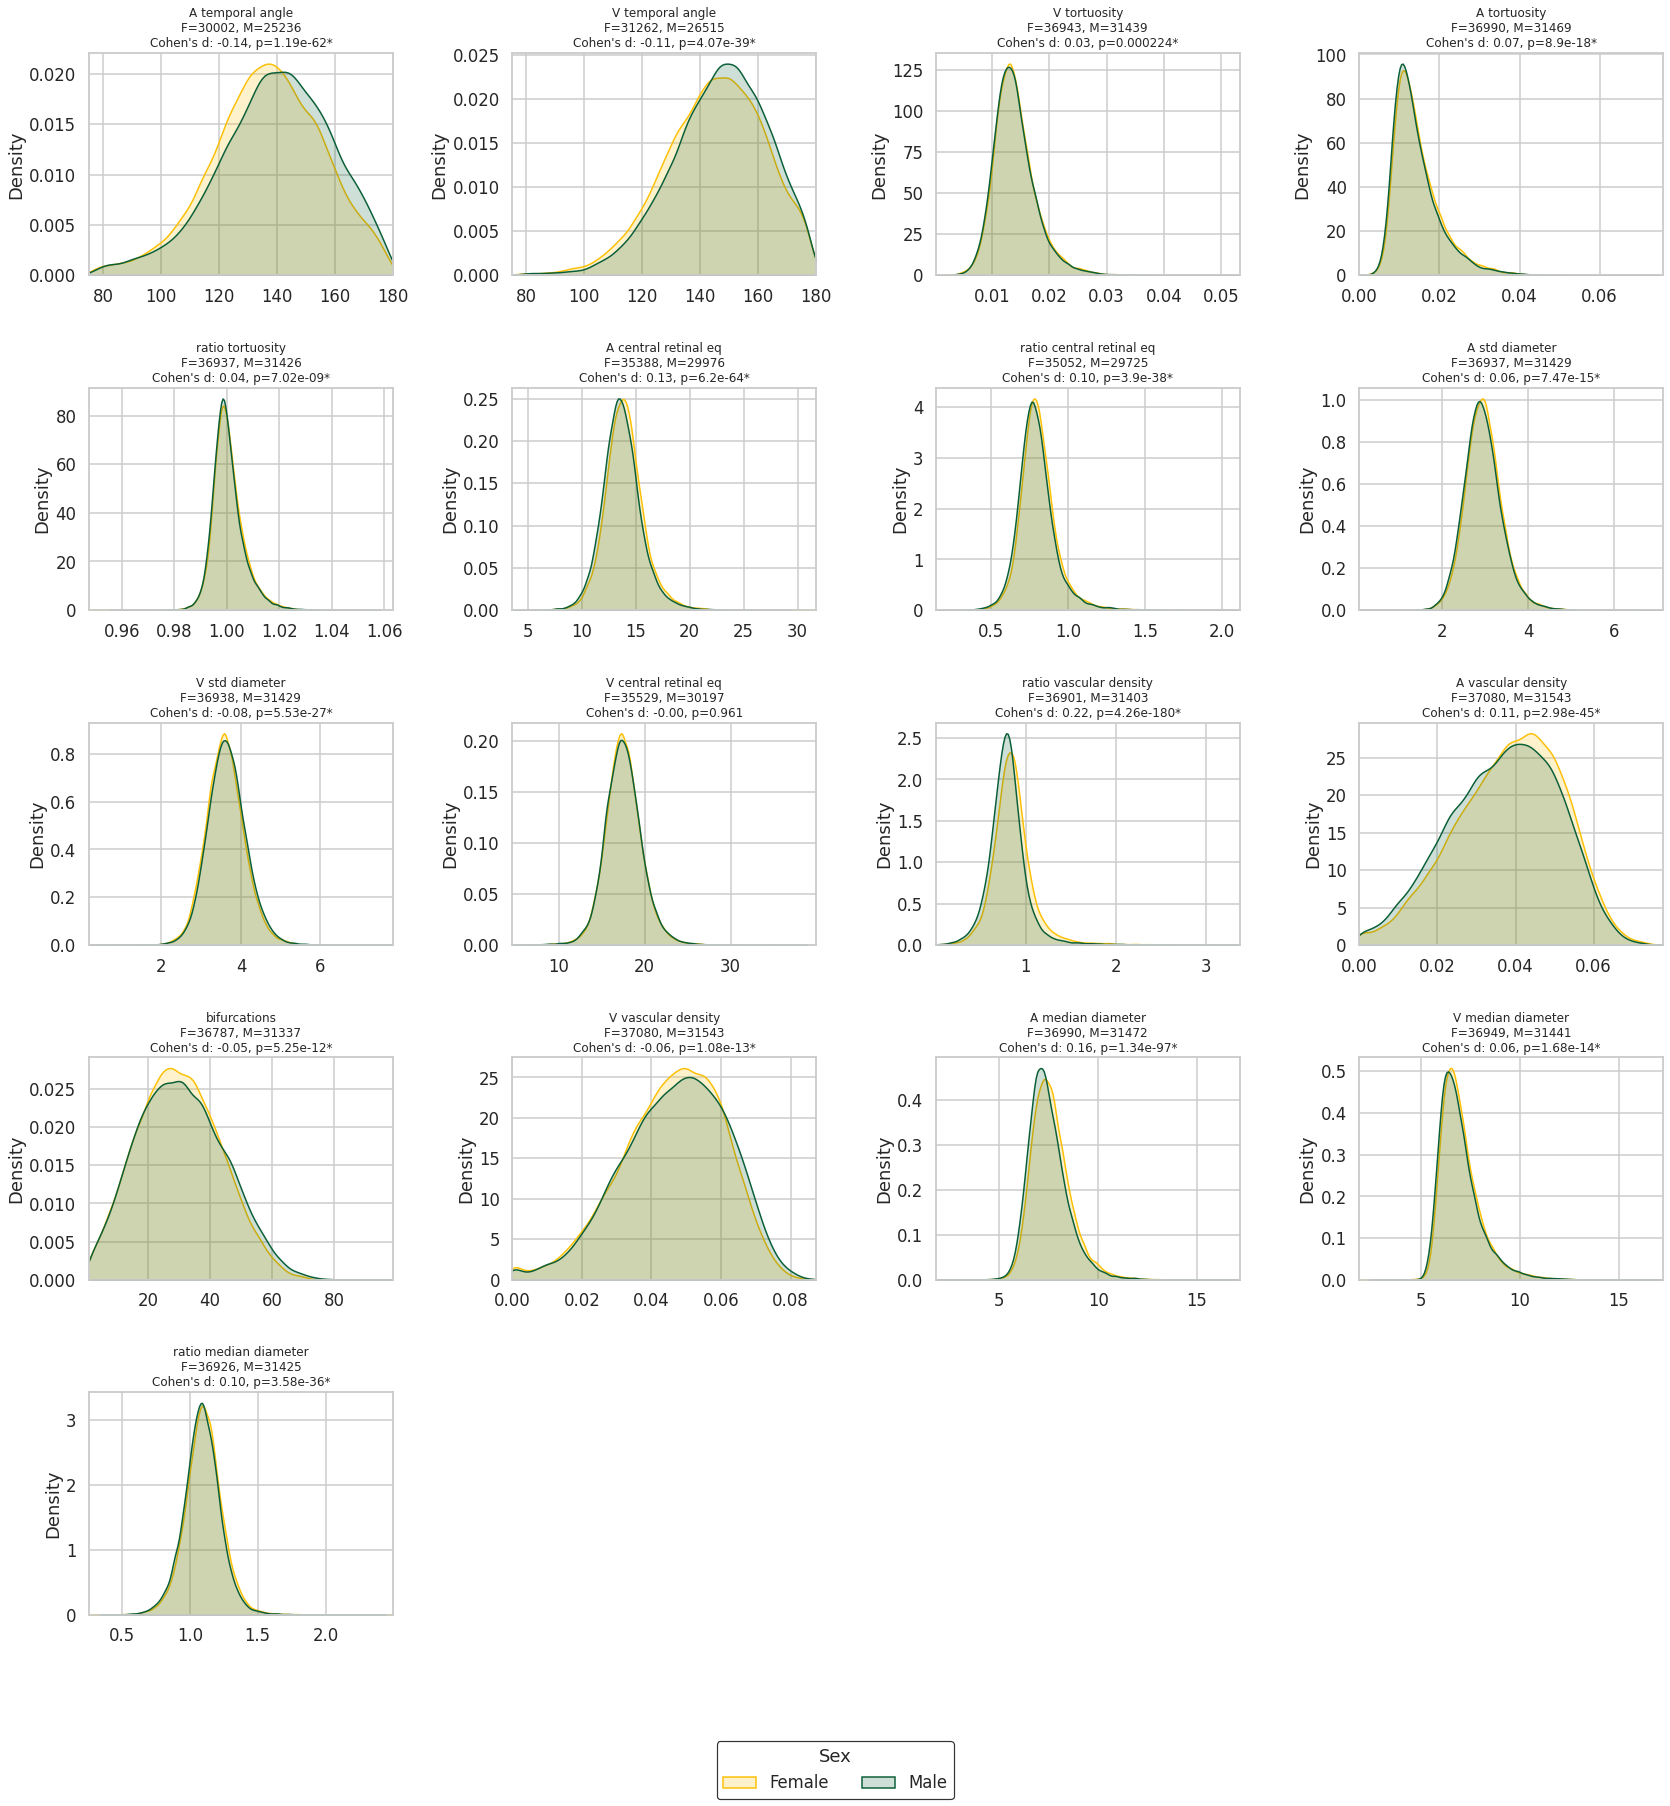 A temporal angle
F=30002, M=25236
Cohen's d: -0.14, p=1.19e-62*
Density
0.020
0.015
0.010
0.005
0.000
80 100 120 140 160 180
V temporal angle
F=31262, M=26515
Cohen's d: -0.11, p=4.07e-39*
Density
0.025
0.020
0.015
0.010
0.005
0.000
80 100 120 140 160 180
V tortuosity
F=36943, M=31439
Cohen's d: 0.03, p=0.000224*
Density
125
100
75
50
25
0
0.01 0.02 0.03 0.04 0.05
A tortuosity
F=36990, M=31469
Cohen's d: 0.07, p=8.9e-18*
Density
100
80
60
40
20
0
0.00 0.02 0.04 0.06
ratio tortuosity
F=36937, M=31426
Cohen's d: 0.04, p=7.02e-09*
Density
80
60
40
20
0
0.96 0.98 1.00 1.02 1.04 1.06
A central retinal eq
F=35388, M=29976
Cohen's d: 0.13, p=6.2e-64*
Density
0.25
0.20
0.15
0.10
0.05
0.00
5 10 15 20 25 30
ratio central retinal eq
F=35052, M=29725
Cohen's d: 0.10, p=3.9e-38*
Density
4
3
2
1
0
0.5 1.0 1.5 2.0
A std diameter
F=36937, M=31429
Cohen's d: 0.06, p=7.47e-15*
Density
1.0
0.8
0.6
0.4
0.2
0.0
2 4 6
V std diameter
F=36938, M=31429
Cohen's d: -0.08, p=5.53e-27*
Density
0.8
0.6
0.4
0.2
0.0
2 4 6
V central retinal eq
F=35529, M=30197
Cohen's d: -0.00, p=0.961
Density
0.20
0.15
0.10
0.05
0.00
10 20 30
ratio vascular density
F=36901, M=31403
Cohen's d: 0.22, p=4.26e-180*
Density
2.5
2.0
1.5
1.0
0.5
0.0
1 2 3
A vascular density
F=37080, M=31543
Cohen's d: 0.11, p=2.98e-45*
Density
25
20
15
10
5
0
0.00 0.02 0.04 0.06
bifurcations
F=36787, M=31337
Cohen's d: -0.05, p=5.25e-12*
Density
0.025
0.020
0.015
0.010
0.005
0.000
20 40 60 80
V vascular density
F=37080, M=31543
Cohen's d: -0.06, p=1.08e-13*
Density
25
20
15
10
5
0
0.00 0.02 0.04 0.06 0.08
A median diameter
F=36990, M=31472
Cohen's d: 0.16, p=1.34e-97*
Density
0.4
0.3
0.2
0.1
0.0
5 10 15
V median diameter
F=36949, M=31441
Cohen's d: 0.06, p=1.68e-14*
Density
0.5
0.4
0.3
0.2
0.1
0.0
5 10 15
ratio median diameter
F=36926, M=31425
Cohen's d: 0.10, p=3.58e-36*
Density
3
2
1
0
0.5 1.0 1.5 2.0
Sex
Female Male